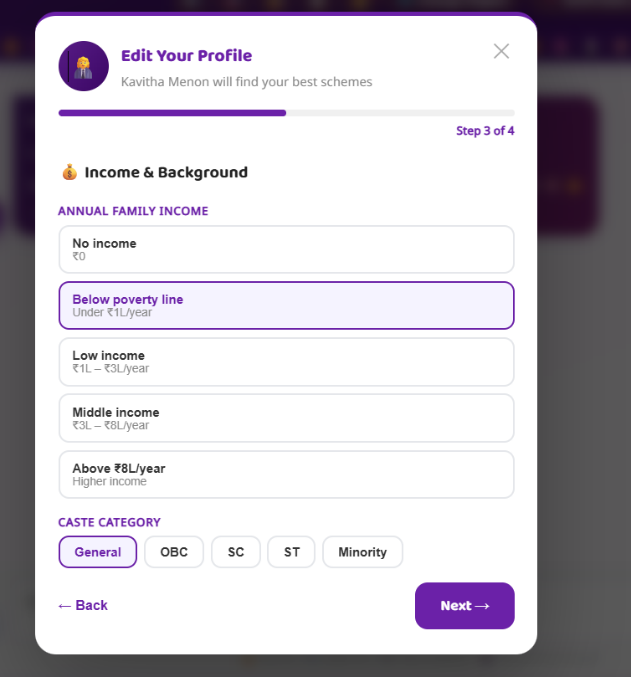 Edit Your Profile
Kavitha Menon will find your best schemes
Step 3 of 4
Income & Background
ANNUAL FAMILY INCOME
No income
₹0
Below poverty line
Under ₹1L/year
Low income
₹1L – ₹3L/year
Middle income
₹3L – ₹8L/year
Above ₹8L/year
Higher income
CASTE CATEGORY
General OBC SC ST Minority
← Back Next →